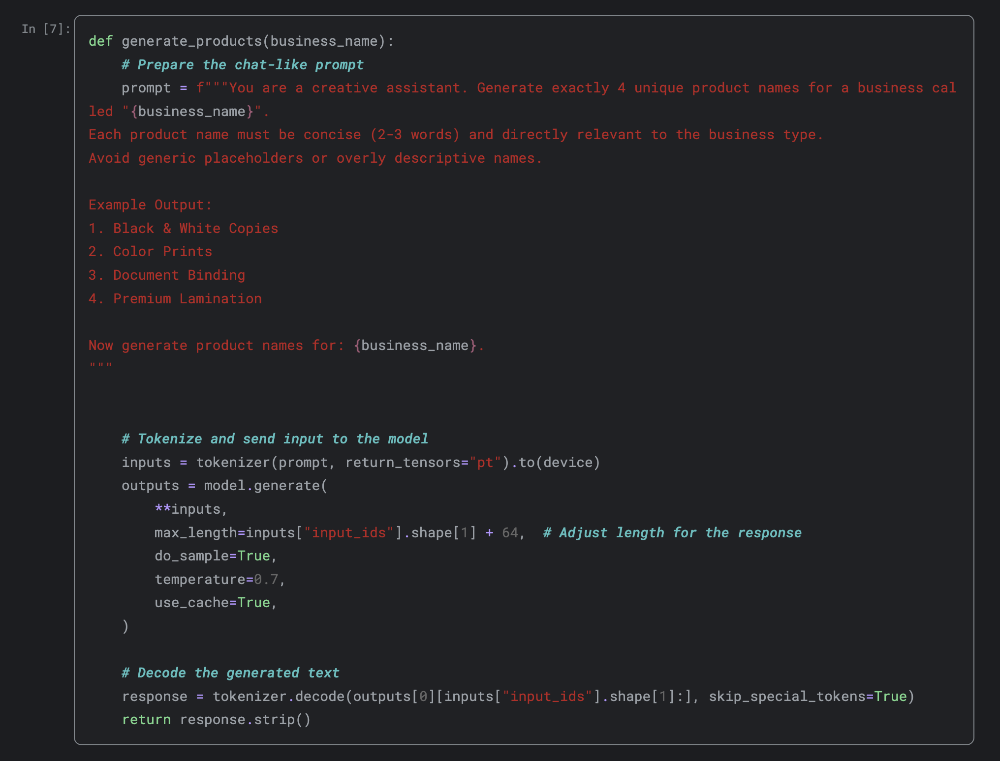 In [7]:
def generate_products(business_name):
    # Prepare the chat-like prompt
    prompt = f"""You are a creative assistant. Generate exactly 4 unique product names for a business cal
led "{business_name}".
Each product name must be concise (2-3 words) and directly relevant to the business type.
Avoid generic placeholders or overly descriptive names.

Example Output:
1. Black & White Copies
2. Color Prints
3. Document Binding
4. Premium Lamination

Now generate product names for: {business_name}.
"""

    # Tokenize and send input to the model
    inputs = tokenizer(prompt, return_tensors="pt").to(device)
    outputs = model.generate(
        **inputs,
        max_length=inputs["input_ids"].shape[1] + 64,  # Adjust length for the response
        do_sample=True,
        temperature=0.7,
        use_cache=True,
    )

    # Decode the generated text
    response = tokenizer.decode(outputs[0][inputs["input_ids"].shape[1]:], skip_special_tokens=True)
    return response.strip()